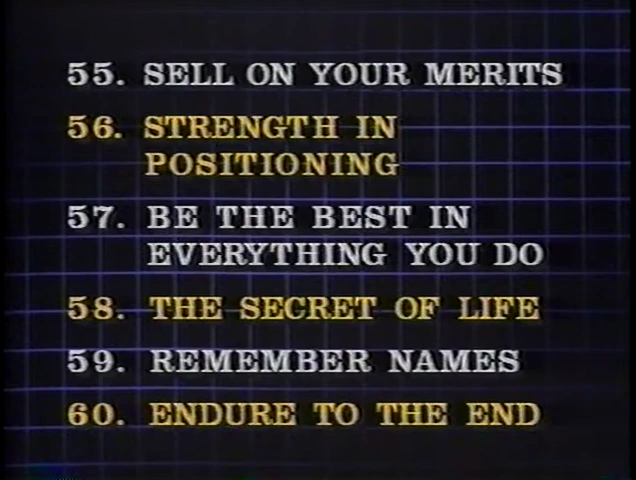 55. SELL ON YOUR MERITS
56. STRENGTH IN
POSITIONING
57. BE THE BEST IN
EVERYTHING YOU DO
58. THE SECRET OF LIFE
59. REMEMBER NAMES
60. ENDURE TO THE END